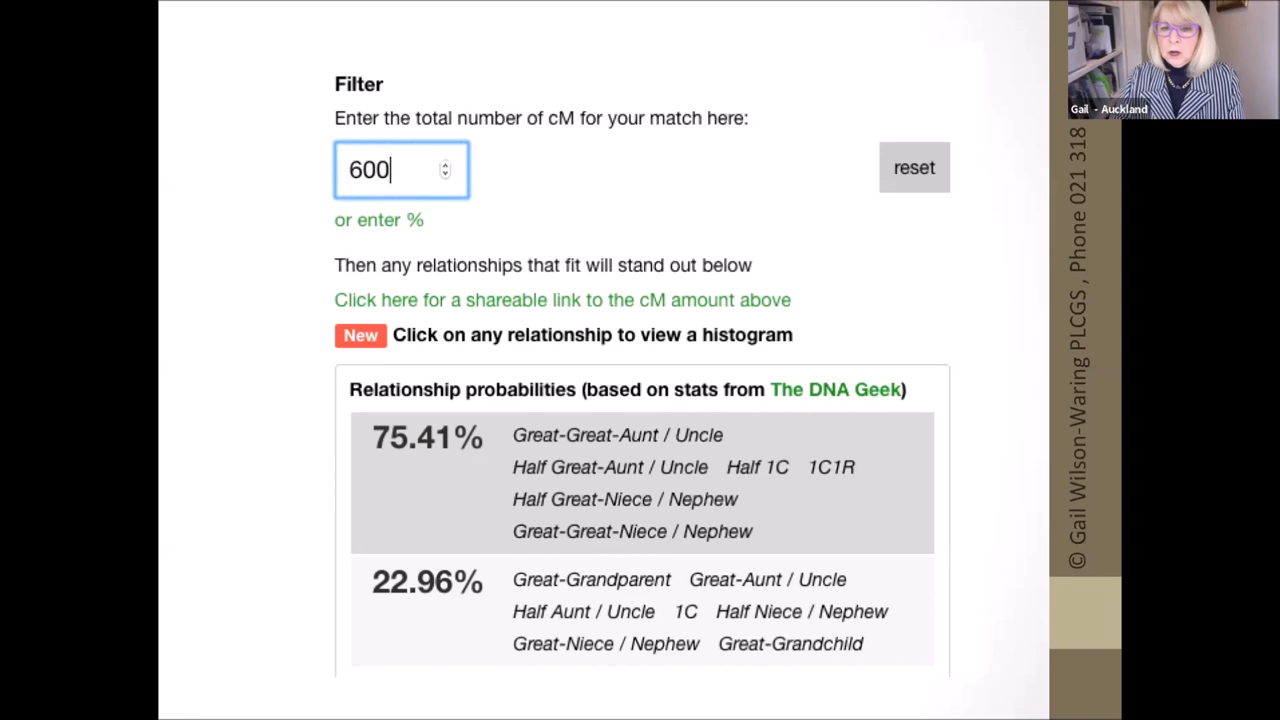 Filter
Enter the total number of cM for your match here:
600
reset
or enter %
Then any relationships that fit will stand out below
Click here for a shareable link to the cM amount above
New Click on any relationship to view a histogram
Relationship probabilities (based on stats from The DNA Geek)
75.41% Great-Great-Aunt / Uncle
Half Great-Aunt / Uncle Half 1C 1C1R
Half Great-Niece / Nephew
Great-Great-Niece / Nephew
22.96% Great-Grandparent Great-Aunt / Uncle
Half Aunt / Uncle 1C Half Niece / Nephew
Great-Niece / Nephew Great-Grandchild
Gail - Auckland
© Gail Wilson-Waring PLCGS , Phone 021 318